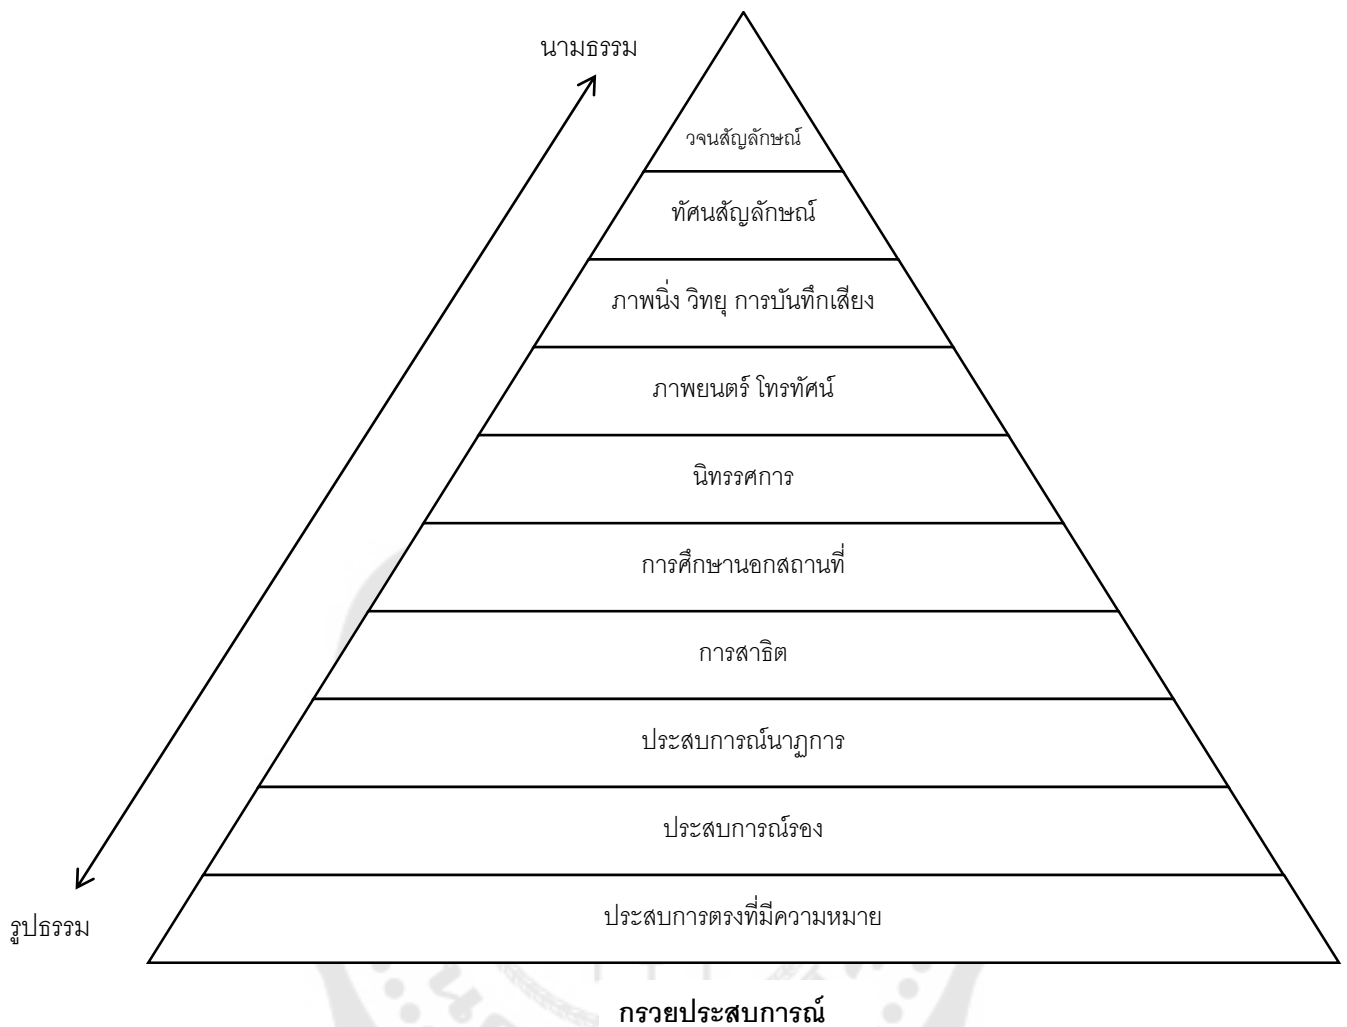 นามธรรม
วจนสัญลักษณ์
ทัศนสัญลักษณ์
ภาพนิ่ง วิทยุ การบันทึกเสียง
ภาพยนตร์ โทรทัศน์
นิทรรศการ
การศึกษานอกสถานที่
การสาธิต
ประสบการณ์นาฏการ
ประสบการณ์รอง
ประสบการตรงที่มีความหมาย
รูปธรรม
กรวยประสบการณ์